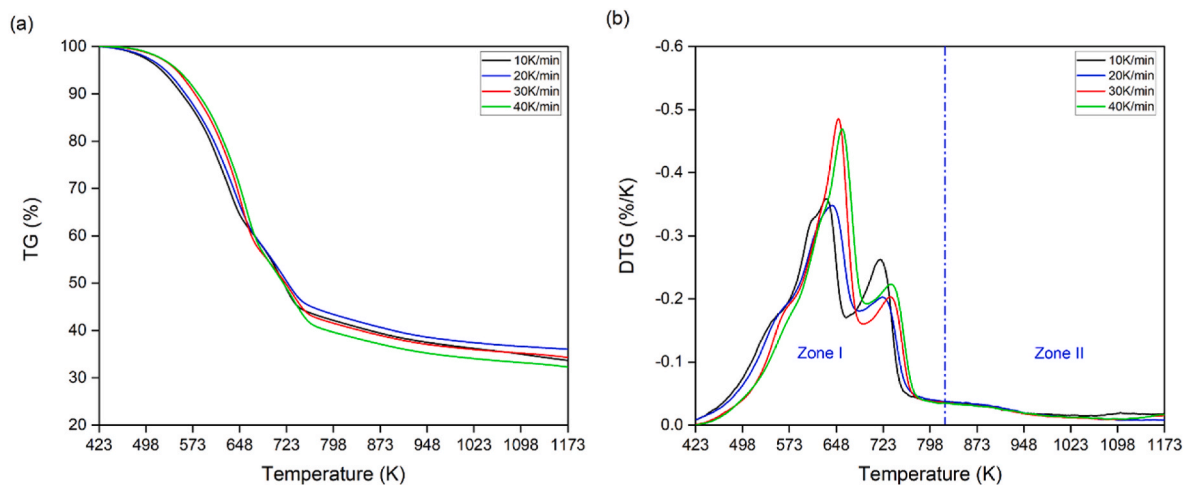 (a)
100
90
80
70
60
50
40
30
20
TG (%)
423 498 573 648 723 798 873 948 1023 1098 1173
Temperature (K)
10K/min
20K/min
30K/min
40K/min
(b)
-0.6
-0.5
-0.4
-0.3
-0.2
-0.1
0.0
DTG (%/K)
423 498 573 648 723 798 873 948 1023 1098 1173
Temperature (K)
10K/min
20K/min
30K/min
40K/min
Zone I
Zone II